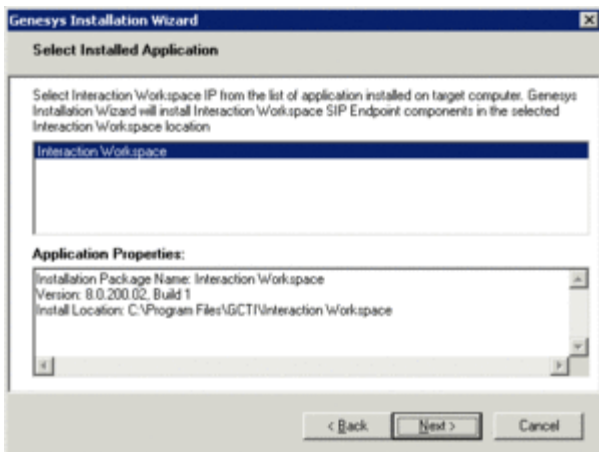 Genesys Installation Wizard
Select Installed Application
Select Interaction Workspace IP from the list of application installed on target computer. Genesys
Installation Wizard will install Interaction Workspace SIP Endpoint components in the selected
Interaction Workspace location
Interaction Workspace
Application Properties:
Installation Package Name: Interaction Workspace
Version: 8.0.200.02, Build 1
Install Location: C:\Program Files\GCTI\Interaction Workspace
< Back
Next >
Cancel